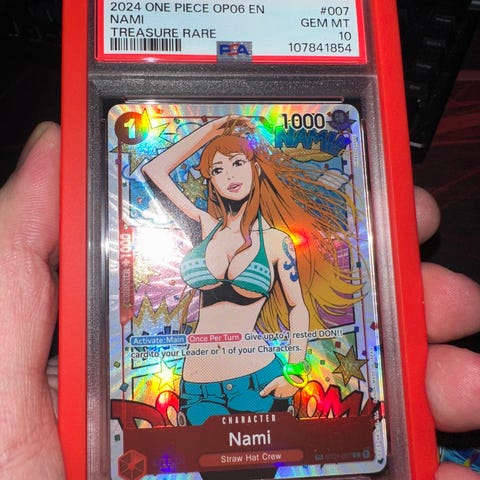 2024 ONE PIECE OP06 EN #007
NAMI GEM MT
TREASURE RARE 10
PSA 107841854
1 1000
NAMI
Activate:Main Once Per Turn Give up to 1 rested DON!!
card to your Leader or 1 of your Characters.
CHARACTER
Nami
Straw Hat Crew